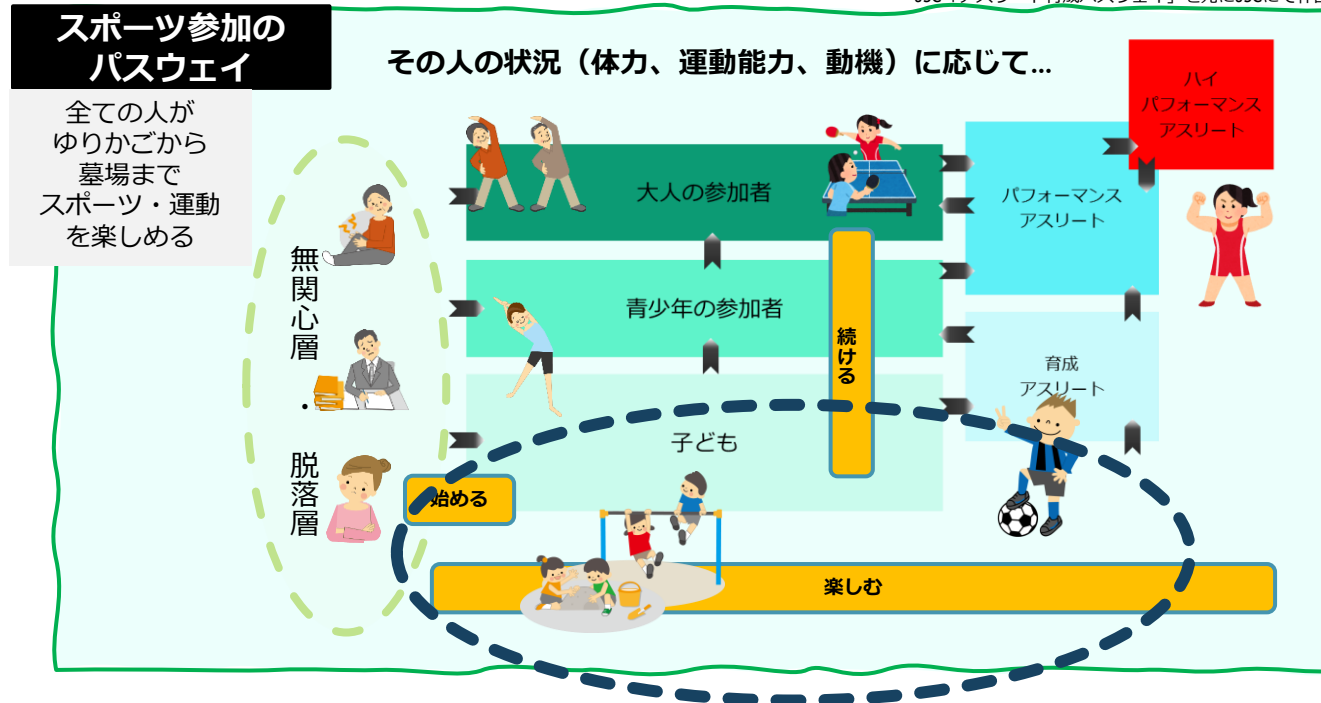 スポーツ参加の
パスウェイ
全ての人が
ゆりかごから
墓場まで
スポーツ・運動
を楽しめる
その人の状況（体力、運動能力、動機）に応じて…
ハイ
パフォーマンス
アスリート
大人の参加者
パフォーマンス
アスリート
青少年の参加者
育成
アスリート
子ども
無関心層・脱落層
始める
続ける
楽しむ